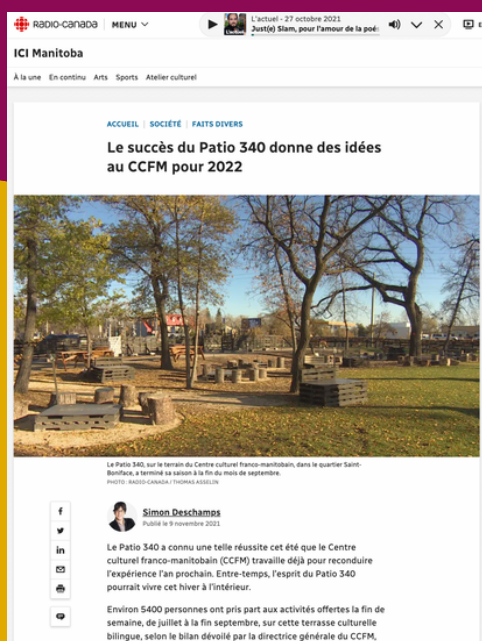 RADIO-CANADA
MENU
L'actuel - 27 octobre 2021
Just(e) Slam, pour l'amour de la poé
ICI Manitoba
À la une En continu Arts Sports Atelier culturel
ACCUEIL | SOCIÉTÉ | FAITS DIVERS
Le succès du Patio 340 donne des idées
au CCFM pour 2022
Le Patio 340, sur le terrain du Centre culturel franco-manitobain, dans le quartier Saint-
Boniface, a terminé sa saison à la fin du mois de septembre.
PHOTO : RADIO-CANADA / THOMAS ASSELIN
Simon Deschamps
Publié le 9 novembre 2021
Le Patio 340 a connu une telle réussite cet été que le Centre
culturel franco-manitobain (CCFM) travaille déjà pour reconduire
l'expérience l'an prochain. Entre-temps, l'esprit du Patio 340
pourrait vivre cet hiver à l'intérieur.
Environ 5400 personnes ont pris part aux activités offertes la fin de
semaine, de juillet à la fin septembre, sur cette terrasse culturelle
bilingue, selon le bilan dévoilé par la directrice générale du CCFM,